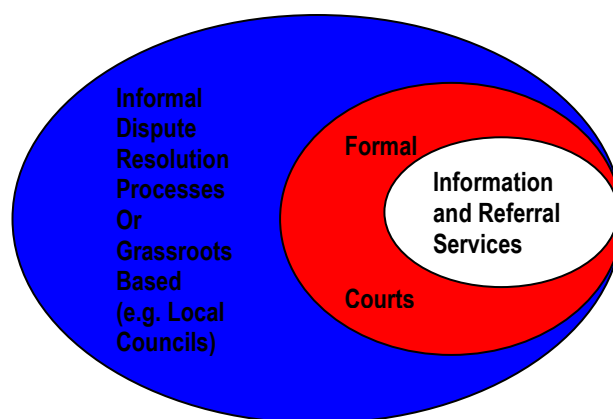 Informal
Dispute
Resolution
Processes
Or
Grassroots
Based
(e.g. Local
Councils)
Formal
Courts
Information
and Referral
Services